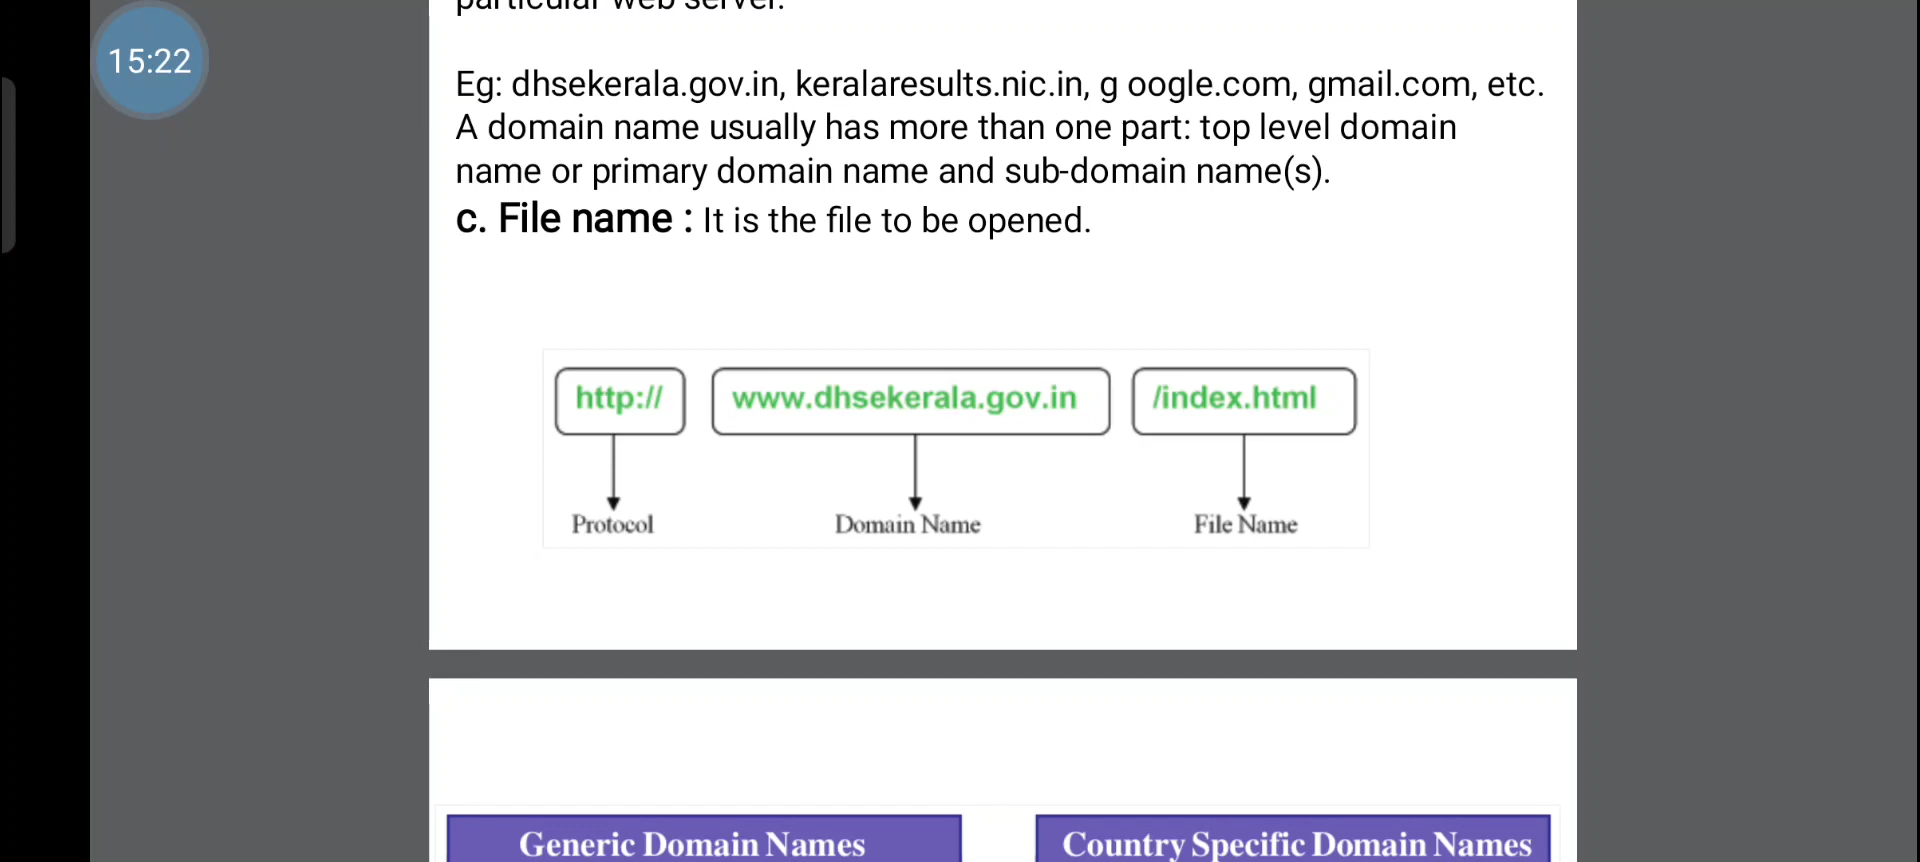 particular web server.
15:22
Eg: dhsekerala.gov.in, keralaresults.nic.in, g oogle.com, gmail.com, etc.
A domain name usually has more than one part: top level domain
name or primary domain name and sub-domain name(s).
c. File name : It is the file to be opened.
http:// www.dhsekerala.gov.in /index.html
Protocol Domain Name File Name
Generic Domain Names Country Specific Domain Names